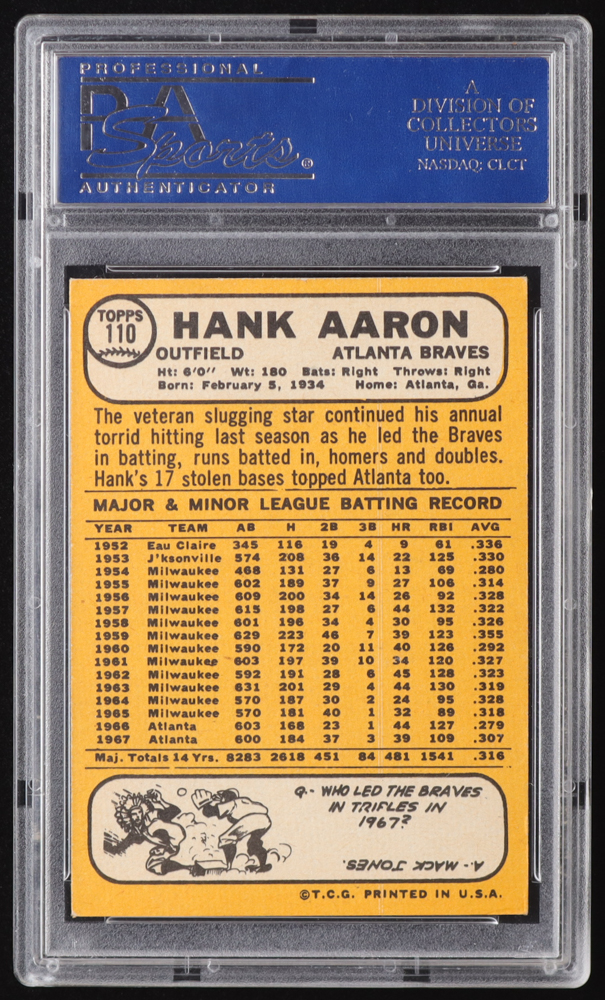 PROFESSIONAL
PSA
Sports®
AUTHENTICATOR
A
DIVISION OF
COLLECTORS
UNIVERSE
NASDAQ: CLCT
TOPPS
110
HANK AARON
OUTFIELD ATLANTA BRAVES
Ht: 6'0" Wt: 180 Bats: Right Throws: Right
Born: February 5, 1934 Home: Atlanta, Ga.
The veteran slugging star continued his annual
torrid hitting last season as he led the Braves
in batting, runs batted in, homers and doubles.
Hank's 17 stolen bases topped Atlanta too.
MAJOR & MINOR LEAGUE BATTING RECORD
YEAR TEAM AB H 2B 3B HR RBI AVG
1952 Eau Claire 345 116 19 4 9 61 .336
1953 J'ksonville 574 208 36 14 22 125 .330
1954 Milwaukee 468 131 27 6 13 69 .280
1955 Milwaukee 602 189 37 9 27 106 .314
1956 Milwaukee 609 200 34 14 26 92 .328
1957 Milwaukee 615 198 27 6 44 132 .322
1958 Milwaukee 601 196 34 4 30 95 .326
1959 Milwaukee 629 223 46 7 39 123 .355
1960 Milwaukee 590 172 20 11 40 126 .292
1961 Milwaukee 603 197 39 10 34 120 .327
1962 Milwaukee 592 191 28 6 45 128 .323
1963 Milwaukee 631 201 29 4 44 130 .319
1964 Milwaukee 570 187 30 2 24 95 .328
1965 Milwaukee 570 181 40 1 32 89 .318
1966 Atlanta 603 168 23 1 44 127 .279
1967 Atlanta 600 184 37 3 39 109 .307
Maj. Totals 14 Yrs. 8283 2618 451 84 481 1541 .316
Q.- WHO LED THE BRAVES
IN TRIPLES IN
1967?
A.- MACK JONES.
©T.C.G. PRINTED IN U.S.A.